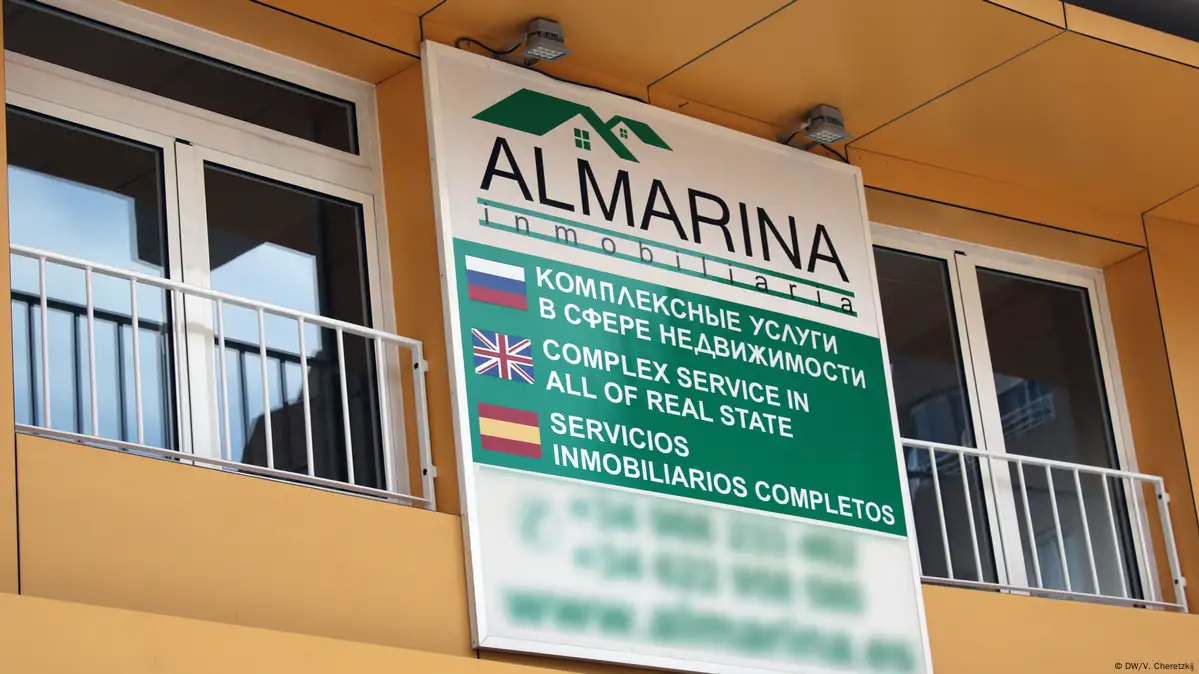 ALMARINA
inmobiliaria
КОМПЛЕКСНЫЕ УСЛУГИ
В СФЕРЕ НЕДВИЖИМОСТИ
COMPLEX SERVICE IN
ALL OF REAL STATE
SERVICIOS
INMOBILIARIOS COMPLETOS
© DW/V. Cheretzkij